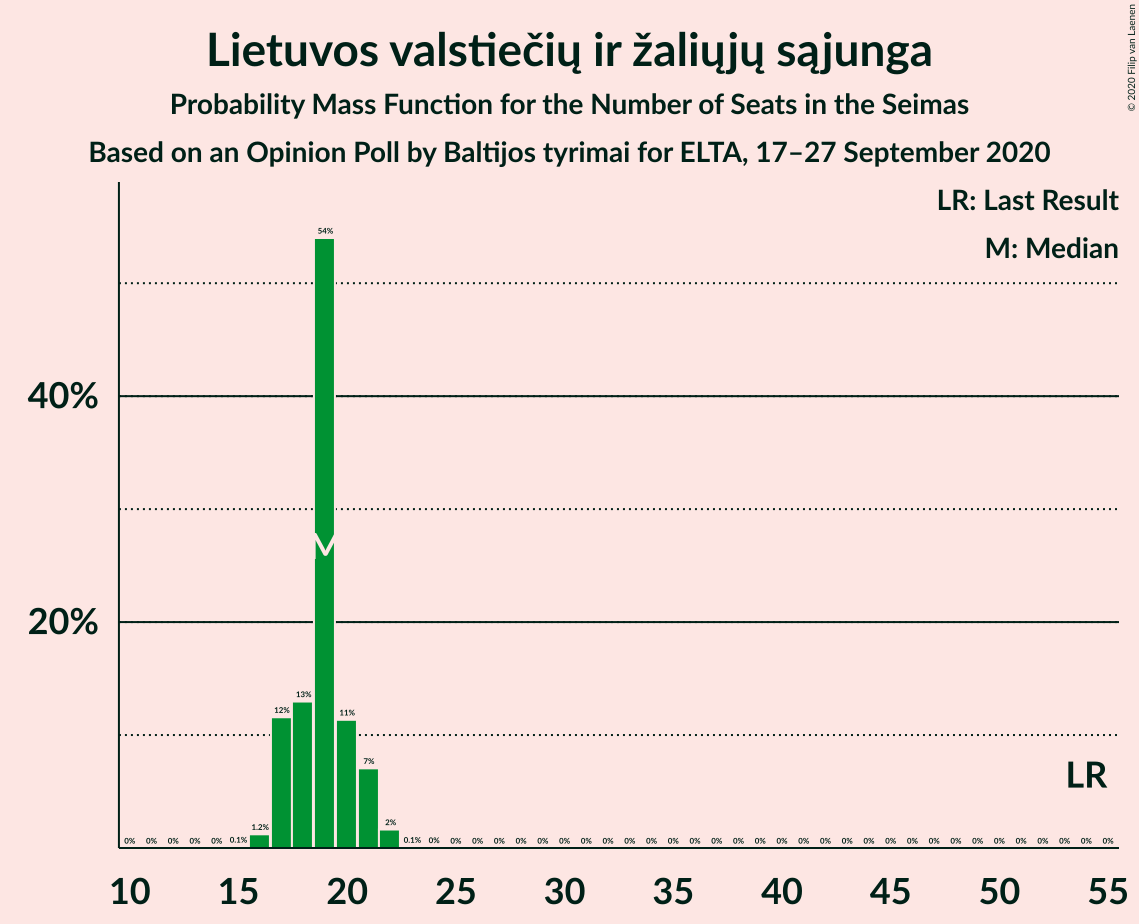 Lietuvos valstiečių ir žaliųjų sąjunga
Probability Mass Function for the Number of Seats in the Seimas
Based on an Opinion Poll by Baltijos tyrimai for ELTA, 17–27 September 2020
© 2020 Filip van Laenen
LR: Last Result
M: Median
54%
40%
M
20%
13%
12%
11%
7%
LR
0% 0% 0% 0% 0% 0.1% 1.2% 2% 0.1% 0% 0% 0% 0% 0% 0% 0% 0% 0% 0% 0% 0% 0% 0% 0% 0% 0% 0% 0% 0% 0% 0% 0% 0% 0% 0% 0% 0% 0% 0% 0% 0%
10 15 20 25 30 35 40 45 50 55